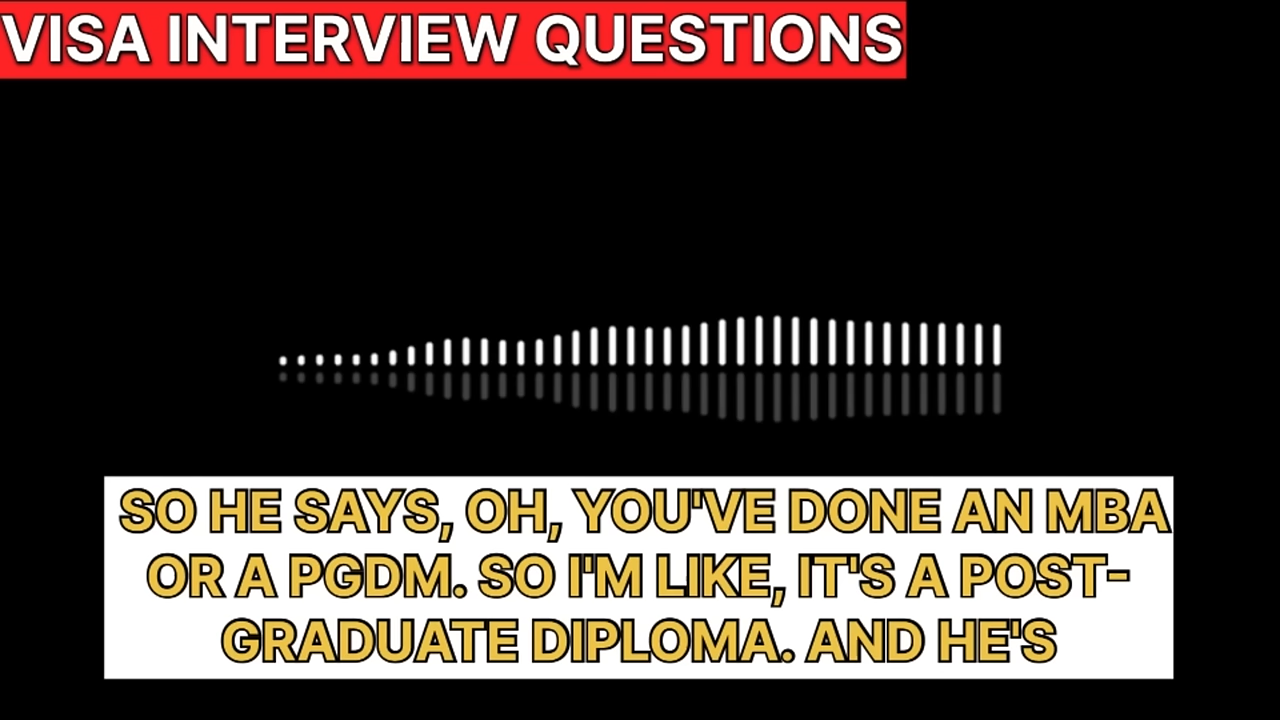 VISA INTERVIEW QUESTIONS
SO HE SAYS, OH, YOU'VE DONE AN MBA
OR A PGDM. SO I'M LIKE, IT'S A POST-
GRADUATE DIPLOMA. AND HE'S